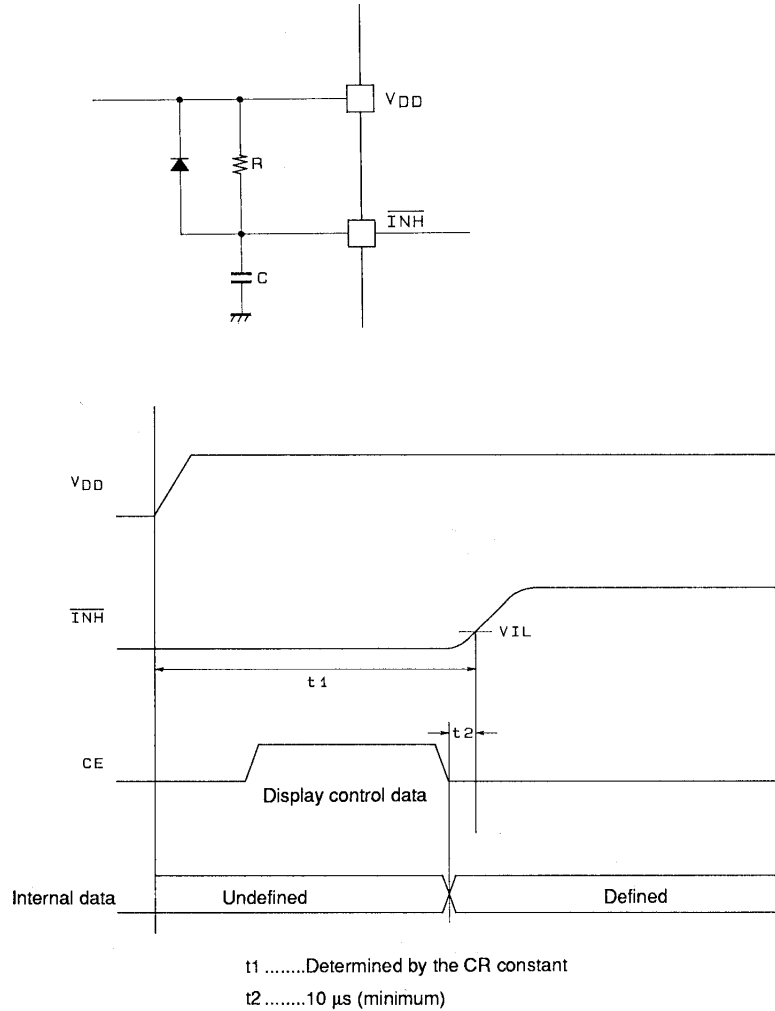 VDD
R
INH
C
VDD
INH
VIL
t1
t2
CE
Display control data
Internal data
Undefined
Defined
t1 ........Determined by the CR constant
t2 ........10 µs (minimum)